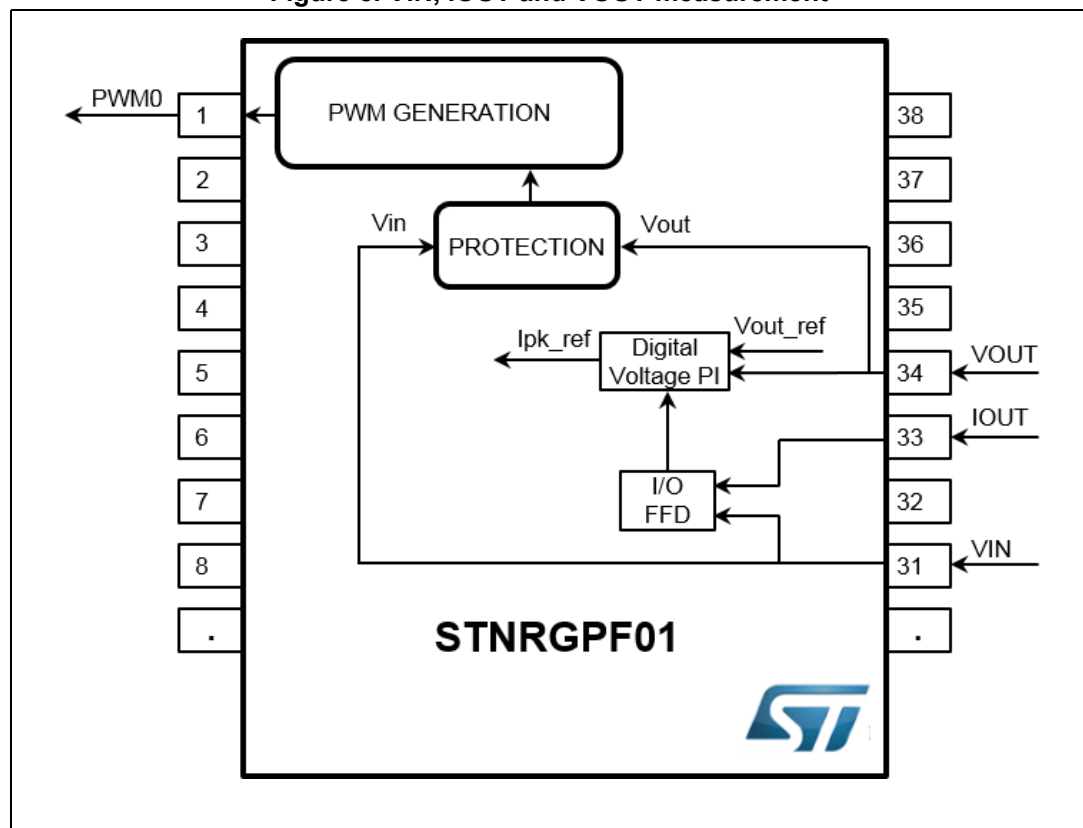 PWM0
1
2
3
4
5
6
7
8
.
PWM GENERATION
Vin
PROTECTION
Vout
Ipk_ref
Digital
Voltage PI
Vout_ref
I/O
FFD
STNRGPF01
ST
38
37
36
35
34
VOUT
33
IOUT
32
31
VIN
.